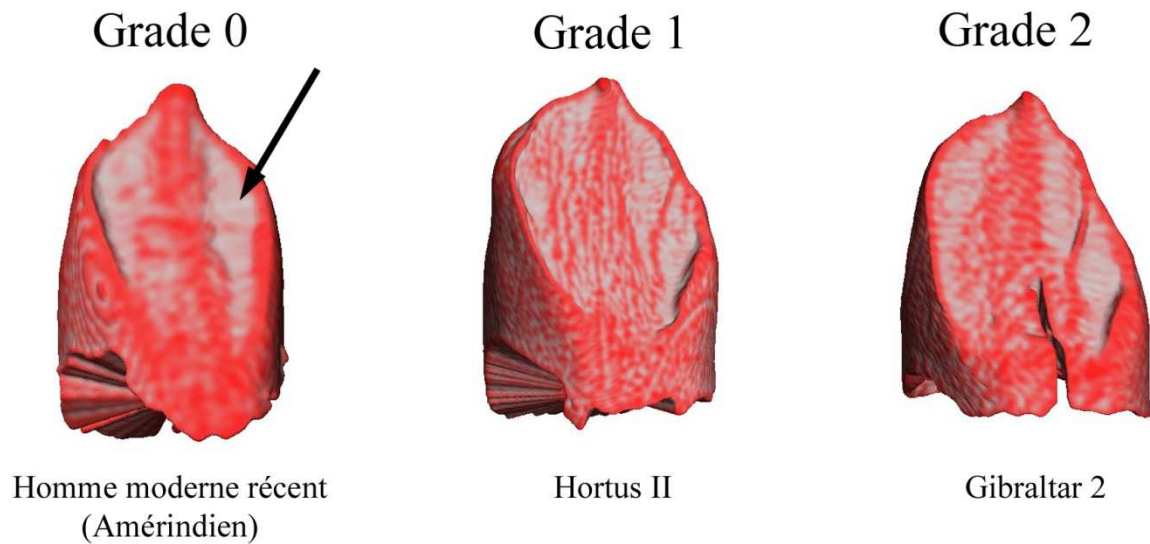 Grade 0
Grade 1
Grade 2
Homme moderne récent
(Amérindien)
Hortus II
Gibraltar 2